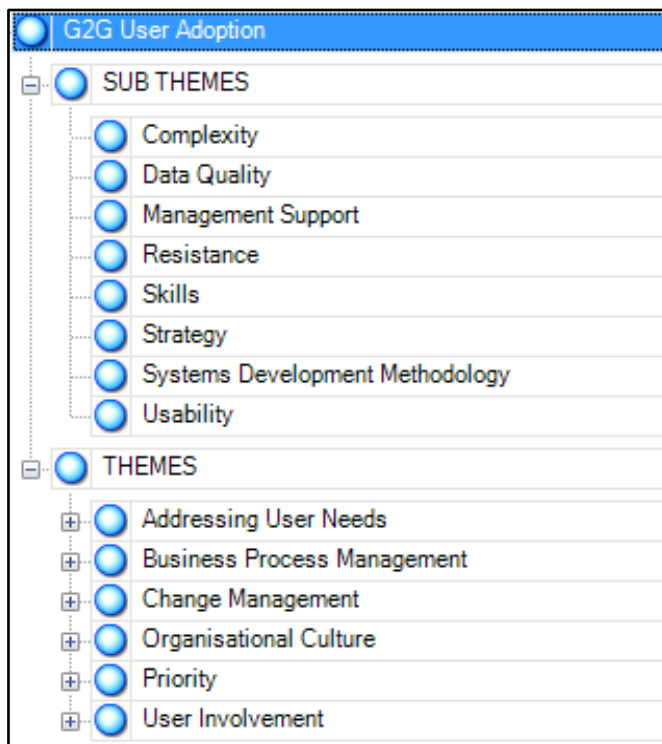 G2G User Adoption
SUB THEMES
Complexity
Data Quality
Management Support
Resistance
Skills
Strategy
Systems Development Methodology
Usability
THEMES
Addressing User Needs
Business Process Management
Change Management
Organisational Culture
Priority
User Involvement